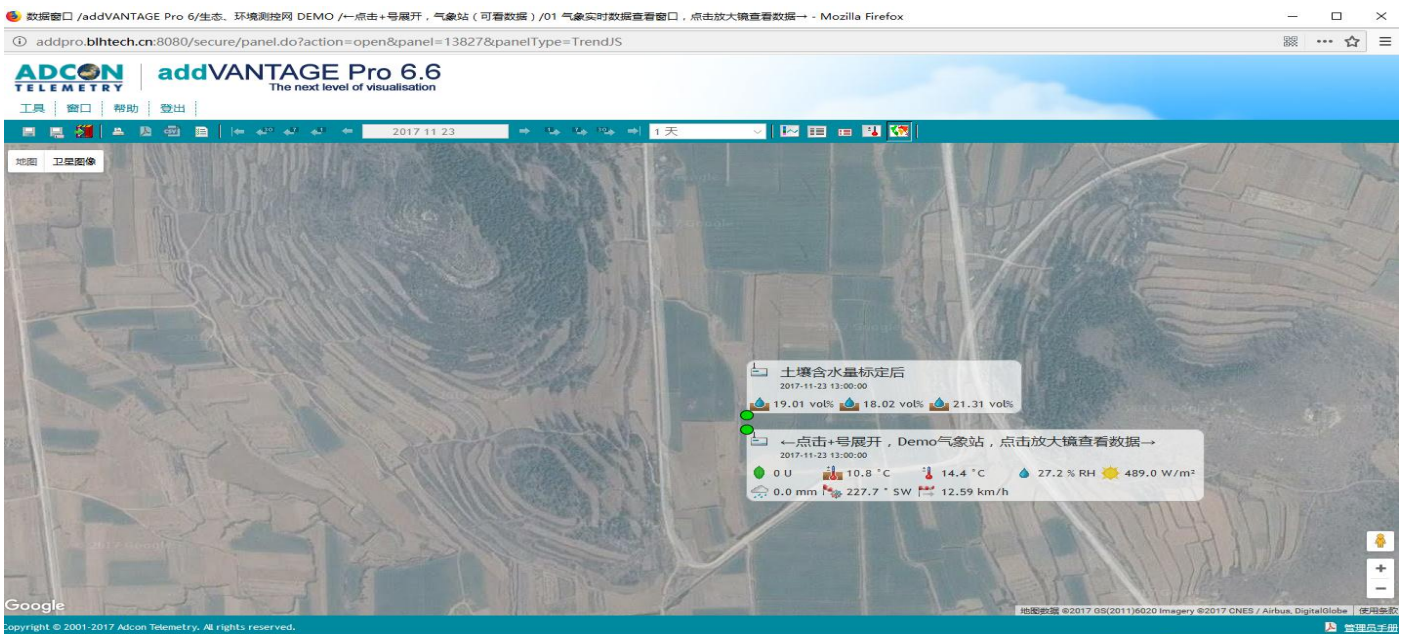 数据窗口 /addVANTAGE Pro 6/生态、环境测控网 DEMO /←点击+号展开，气象站（可看数据）/01 气象实时数据查看窗口，点击放大镜查看数据→ - Mozilla Firefox
addpro.blhtech.cn:8080/secure/panel.do?action=open&panel=13827&panelType=TrendJS
ADCON TELEMETRY
addVANTAGE Pro 6.6
The next level of visualisation
工具 窗口 帮助 登出
2017 11 23 1 天
地图 卫星图像
土壤含水量标定后
2017-11-23 13:00:00
19.01 vol% 18.02 vol% 21.31 vol%
←点击+号展开，Demo气象站，点击放大镜查看数据→
2017-11-23 13:00:00
0 U 10.8 °C 14.4 °C 27.2 % RH 489.0 W/m²
0.0 mm 227.7 ° SW 12.59 km/h
Google
地图数据 ©2017 GS(2011)6020 Imagery ©2017 CNES / Airbus, DigitalGlobe 使用条款
Copyright © 2001-2017 Adcon Telemetry. All rights reserved. 管理员手册